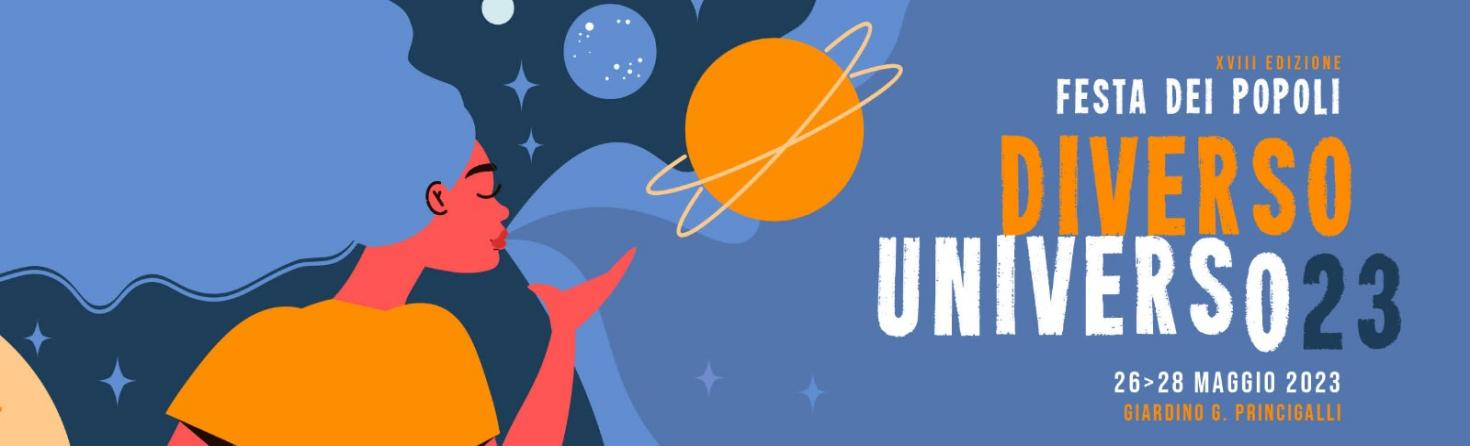 XVIII EDIZIONE
FESTA DEI POPOLI
DIVERSO
UNIVERSO23
26>28 MAGGIO 2023
GIARDINO G. PRINCIGALLI